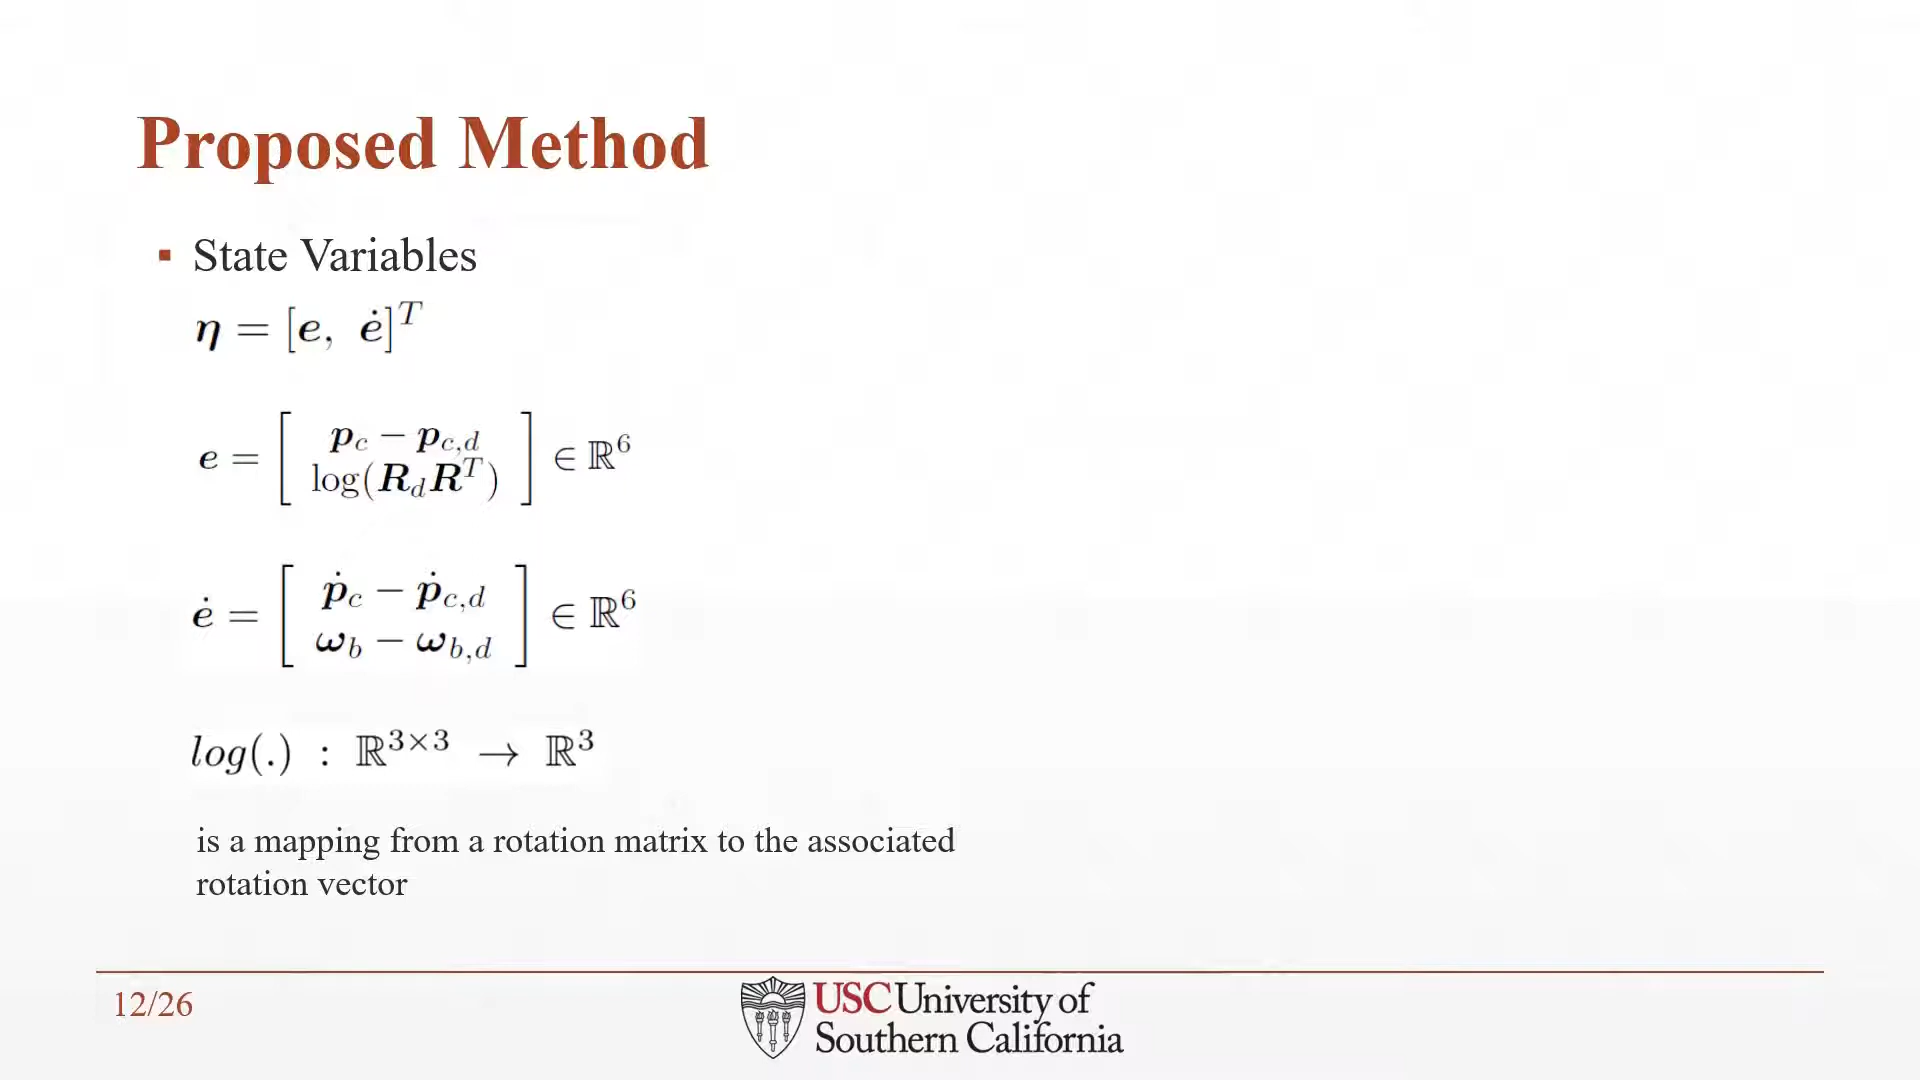 Proposed Method
▪ State Variables
η = [e, ė]^T
e = [ p_c − p_{c,d} ; log(R_d R^T) ] ∈ ℝ^6
ė = [ ṗ_c − ṗ_{c,d} ; ω_b − ω_{b,d} ] ∈ ℝ^6
log(.) : ℝ^{3×3} → ℝ^3
is a mapping from a rotation matrix to the associated
rotation vector
12/26
USC University of
Southern California